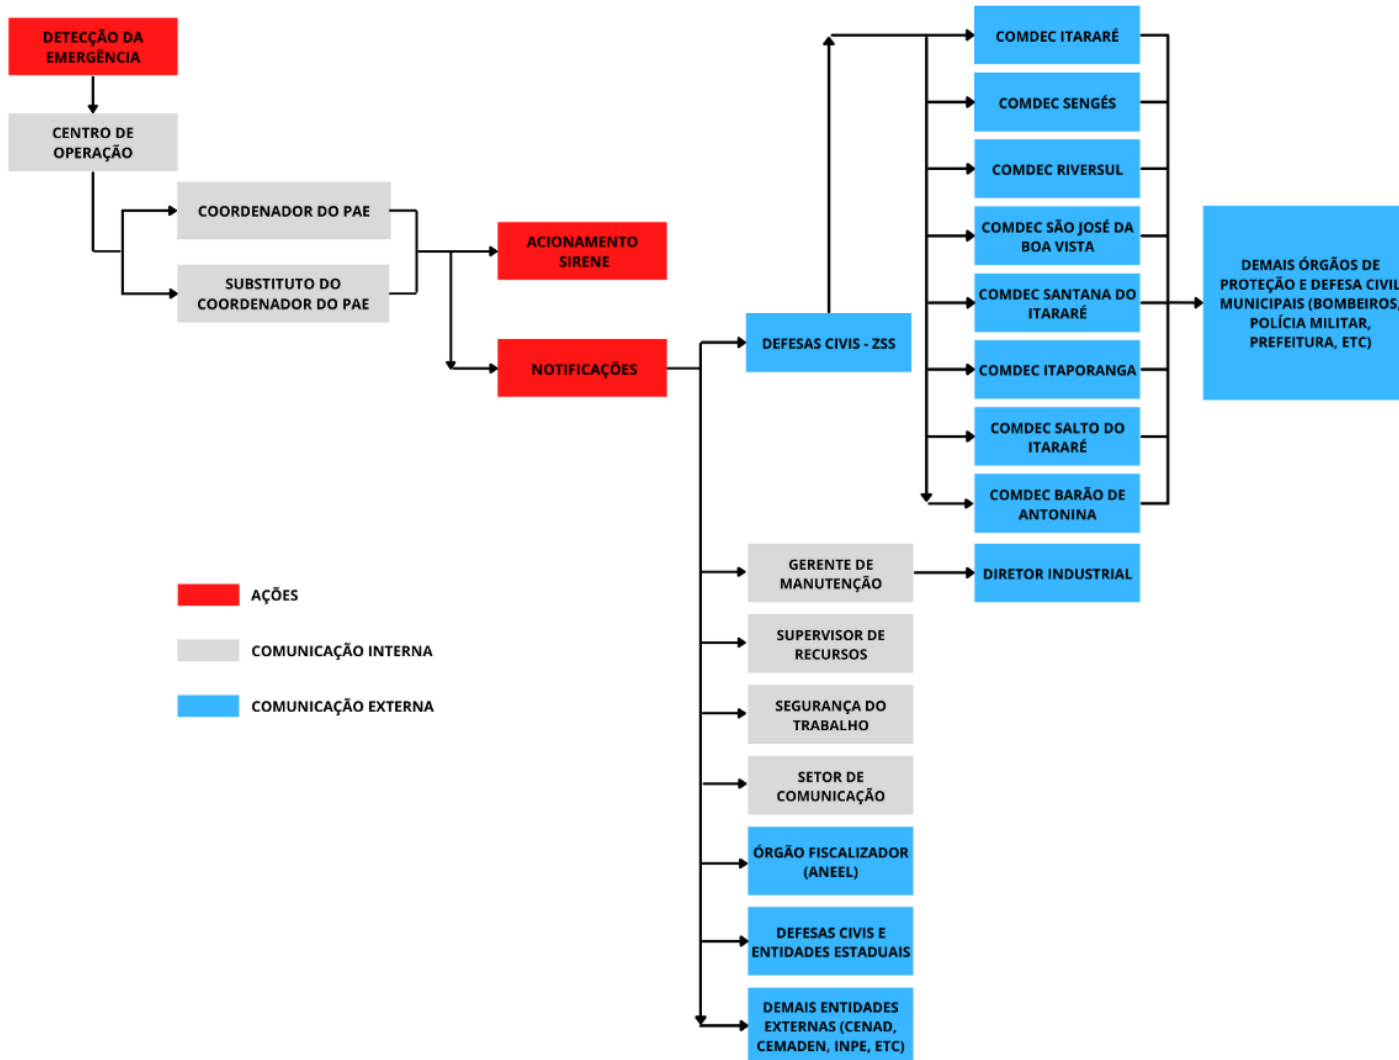 DETECÇÃO DA
EMERGÊNCIA
CENTRO DE
OPERAÇÃO
COORDENADOR DO PAE
SUBSTITUTO DO
COORDENADOR DO PAE
ACIONAMENTO
SIRENE
NOTIFICAÇÕES
DEFESAS CIVIS - ZSS
COMDEC ITARARÉ
COMDEC SENGÉS
COMDEC RIVERSUL
COMDEC SÃO JOSÉ DA
BOA VISTA
COMDEC SANTANA DO
ITARARÉ
COMDEC ITAPORANGA
COMDEC SALTO DO
ITARARÉ
COMDEC BARÃO DE
ANTONINA
DEMAIS ÓRGÃOS DE
PROTEÇÃO E DEFESA CIVIL
MUNICIPAIS (BOMBEIROS,
POLÍCIA MILITAR,
PREFEITURA, ETC)
GERENTE DE
MANUTENÇÃO
DIRETOR INDUSTRIAL
SUPERVISOR DE
RECURSOS
SEGURANÇA DO
TRABALHO
SETOR DE
COMUNICAÇÃO
ÓRGÃO FISCALIZADOR
(ANEEL)
DEFESAS CIVIS E
ENTIDADES ESTADUAIS
DEMAIS ENTIDADES
EXTERNAS (CENAD,
CEMADEN, INPE, ETC)
AÇÕES
COMUNICAÇÃO INTERNA
COMUNICAÇÃO EXTERNA